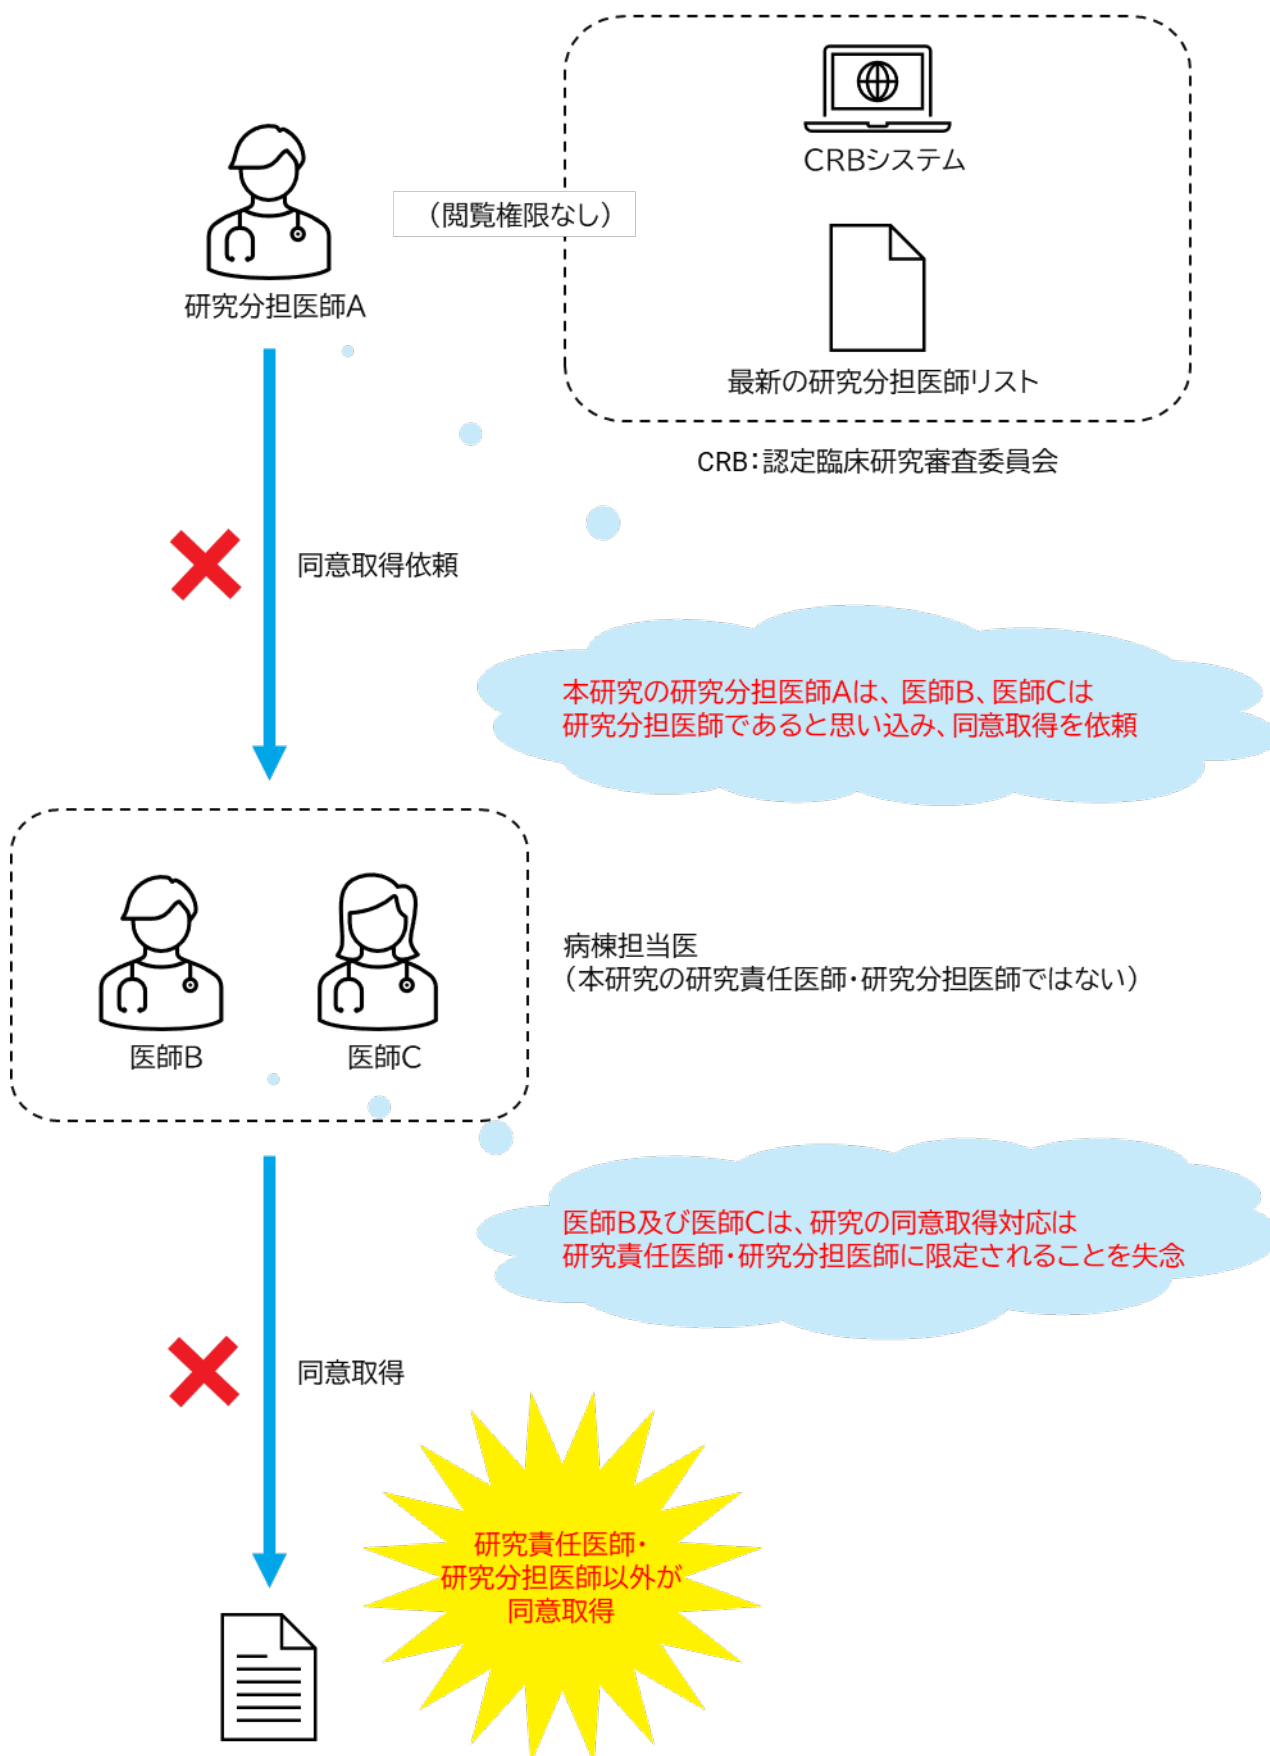 CRBシステム
（閲覧権限なし）
研究分担医師A
最新の研究分担医師リスト
CRB：認定臨床研究審査委員会
同意取得依頼
本研究の研究分担医師Aは、医師B、医師Cは
研究分担医師であると思い込み、同意取得を依頼
病棟担当医
（本研究の研究責任医師・研究分担医師ではない）
医師B
医師C
医師B及び医師Cは、研究の同意取得対応は
研究責任医師・研究分担医師に限定されることを失念
同意取得
研究責任医師・
研究分担医師以外が
同意取得